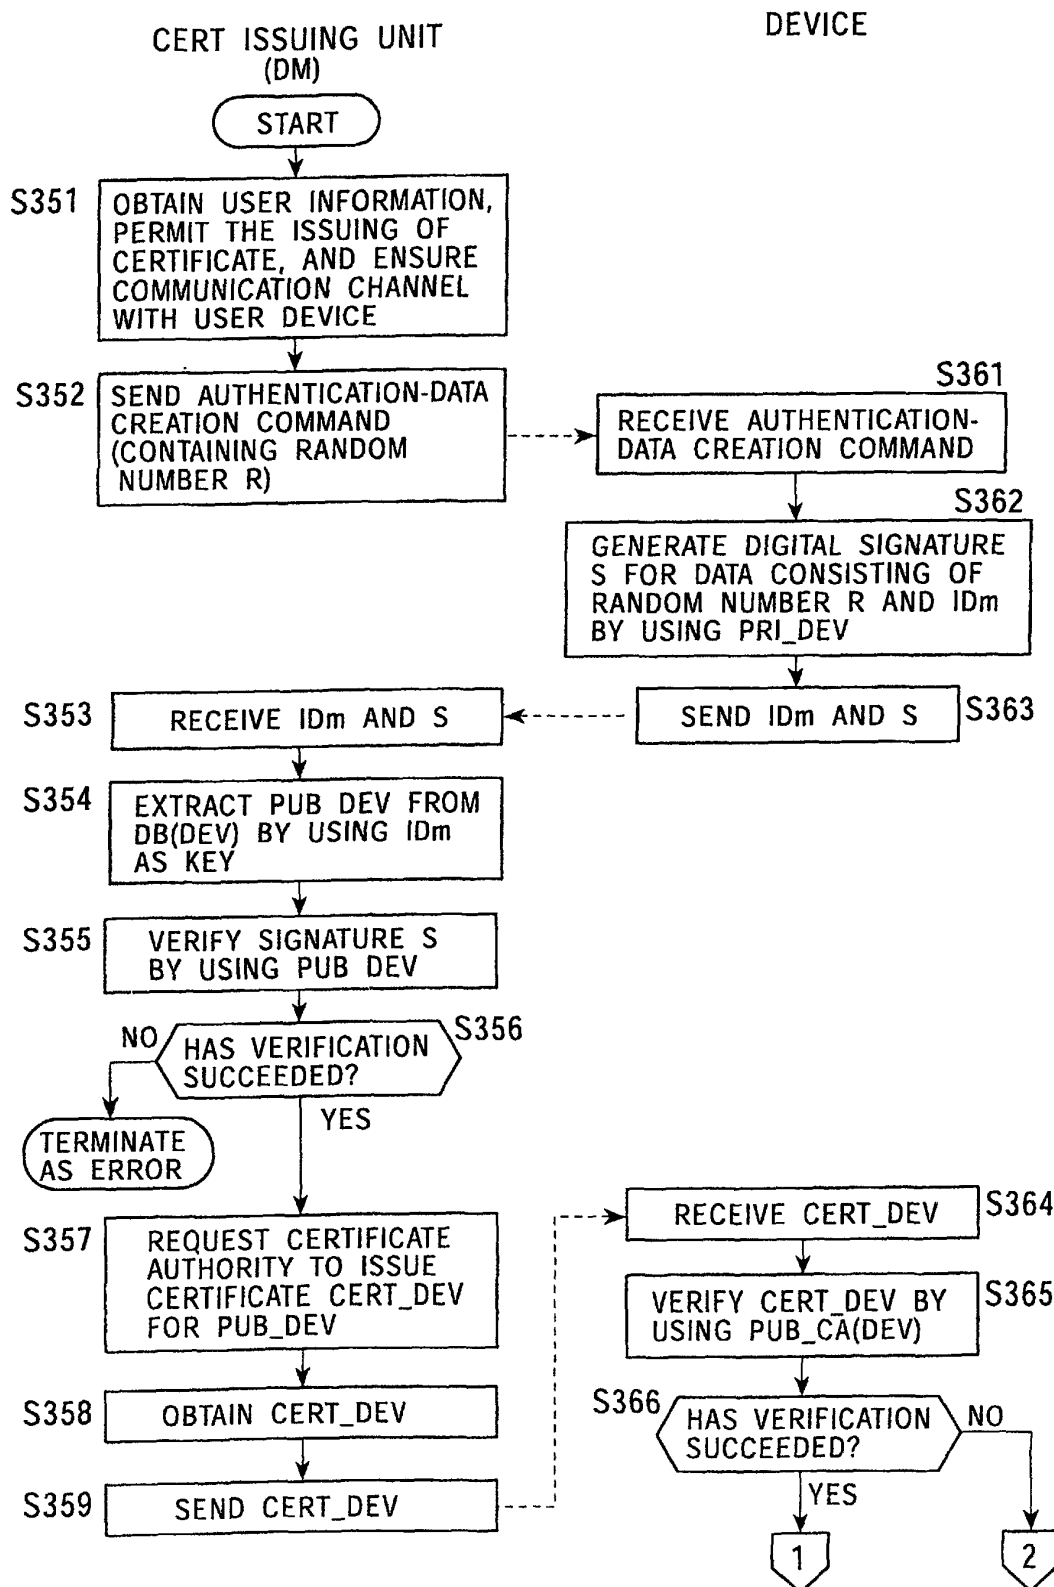 CERT ISSUING UNIT
(DM)
DEVICE
START
S351
OBTAIN USER INFORMATION,
PERMIT THE ISSUING OF
CERTIFICATE, AND ENSURE
COMMUNICATION CHANNEL
WITH USER DEVICE
S352
SEND AUTHENTICATION-DATA
CREATION COMMAND
(CONTAINING RANDOM
NUMBER R)
S361
RECEIVE AUTHENTICATION-
DATA CREATION COMMAND
S362
GENERATE DIGITAL SIGNATURE
S FOR DATA CONSISTING OF
RANDOM NUMBER R AND IDm
BY USING PRI_DEV
S353
RECEIVE IDm AND S
SEND IDm AND S
S363
S354
EXTRACT PUB DEV FROM
DB(DEV) BY USING IDm
AS KEY
S355
VERIFY SIGNATURE S
BY USING PUB DEV
S356
NO
HAS VERIFICATION
SUCCEEDED?
YES
TERMINATE
AS ERROR
S357
REQUEST CERTIFICATE
AUTHORITY TO ISSUE
CERTIFICATE CERT_DEV
FOR PUB_DEV
S358
OBTAIN CERT_DEV
S359
SEND CERT_DEV
RECEIVE CERT_DEV
S364
VERIFY CERT_DEV BY
USING PUB_CA(DEV)
S365
S366
HAS VERIFICATION
SUCCEEDED?
NO
YES
1
2